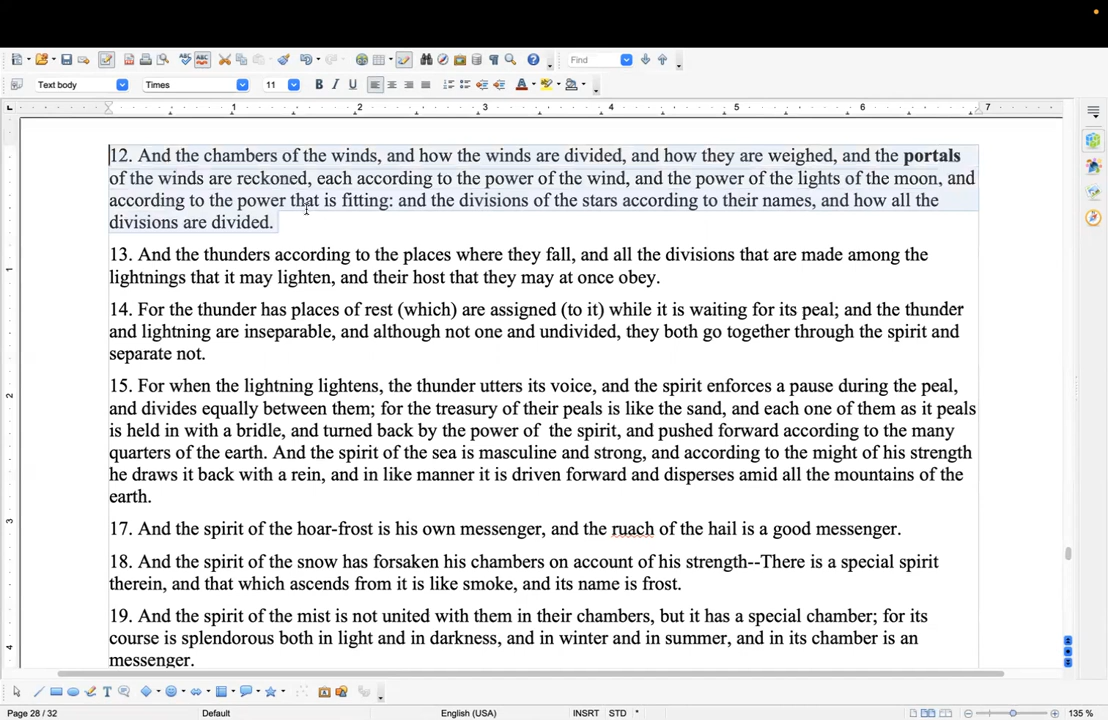 Find
Text body
Times
11
B I U
1 2 3 4 5 6 7
12. And the chambers of the winds, and how the winds are divided, and how they are weighed, and the portals
of the winds are reckoned, each according to the power of the wind, and the power of the lights of the moon, and
according to the power that is fitting: and the divisions of the stars according to their names, and how all the
divisions are divided.
13. And the thunders according to the places where they fall, and all the divisions that are made among the
lightnings that it may lighten, and their host that they may at once obey.
14. For the thunder has places of rest (which) are assigned (to it) while it is waiting for its peal; and the thunder
and lightning are inseparable, and although not one and undivided, they both go together through the spirit and
separate not.
15. For when the lightning lightens, the thunder utters its voice, and the spirit enforces a pause during the peal,
and divides equally between them; for the treasury of their peals is like the sand, and each one of them as it peals
is held in with a bridle, and turned back by the power of the spirit, and pushed forward according to the many
quarters of the earth. And the spirit of the sea is masculine and strong, and according to the might of his strength
he draws it back with a rein, and in like manner it is driven forward and disperses amid all the mountains of the
earth.
17. And the spirit of the hoar-frost is his own messenger, and the ruach of the hail is a good messenger.
18. And the spirit of the snow has forsaken his chambers on account of his strength--There is a special spirit
therein, and that which ascends from it is like smoke, and its name is frost.
19. And the spirit of the mist is not united with them in their chambers, but it has a special chamber; for its
course is splendorous both in light and in darkness, and in winter and in summer, and in its chamber is an
messenger.
1
2
3
4
Page 28 / 32
Default
English (USA)
INSRT
STD
*
135 %